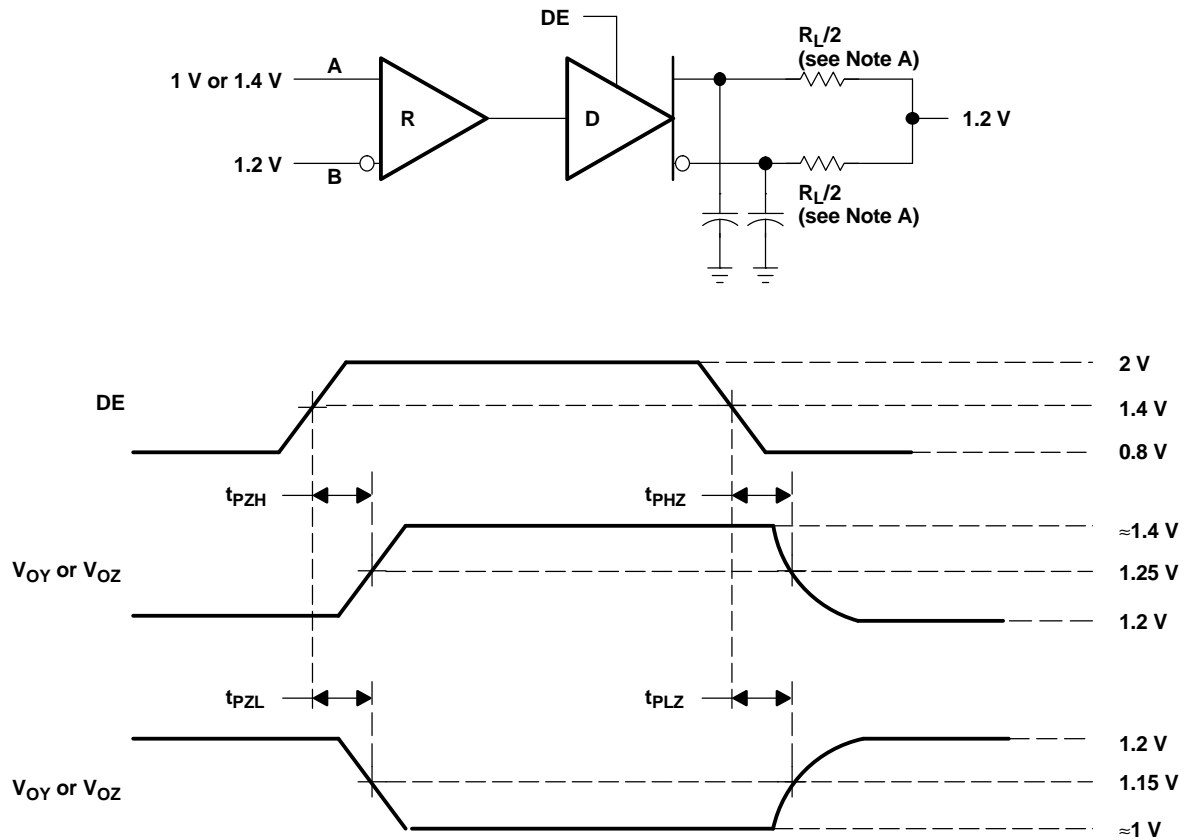 DE
R_L/2
(see Note A)
1 V or 1.4 V
A
R
D
1.2 V
1.2 V
B
R_L/2
(see Note A)
DE
2 V
1.4 V
0.8 V
t_PZH
t_PHZ
V_OY or V_OZ
≈1.4 V
1.25 V
1.2 V
t_PZL
t_PLZ
V_OY or V_OZ
1.2 V
1.15 V
≈1 V